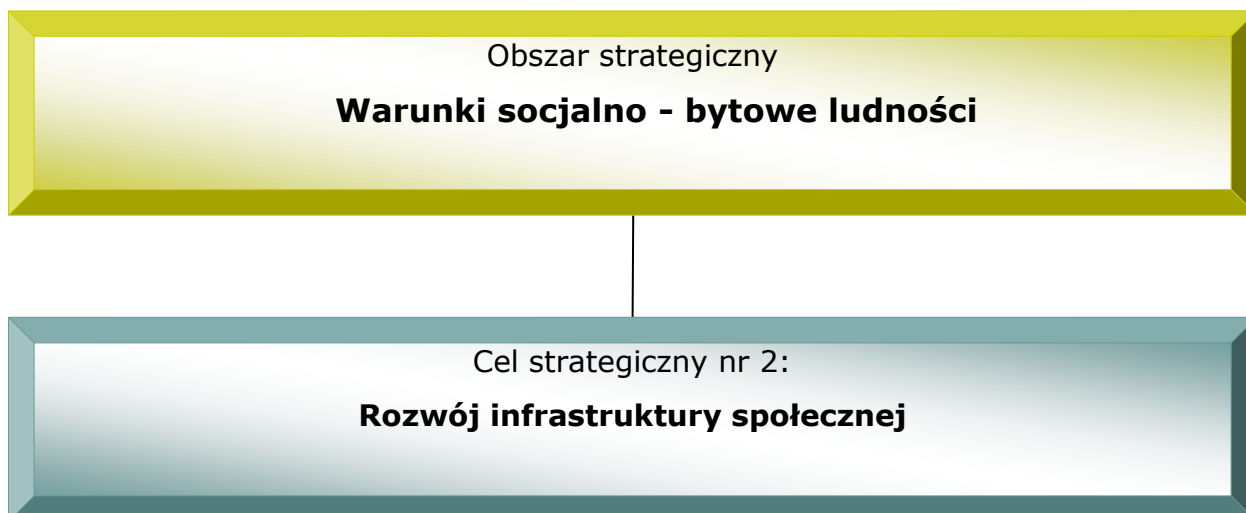 Obszar strategiczny
Warunki socjalno - bytowe ludności
Cel strategiczny nr 2:
Rozwój infrastruktury społecznej